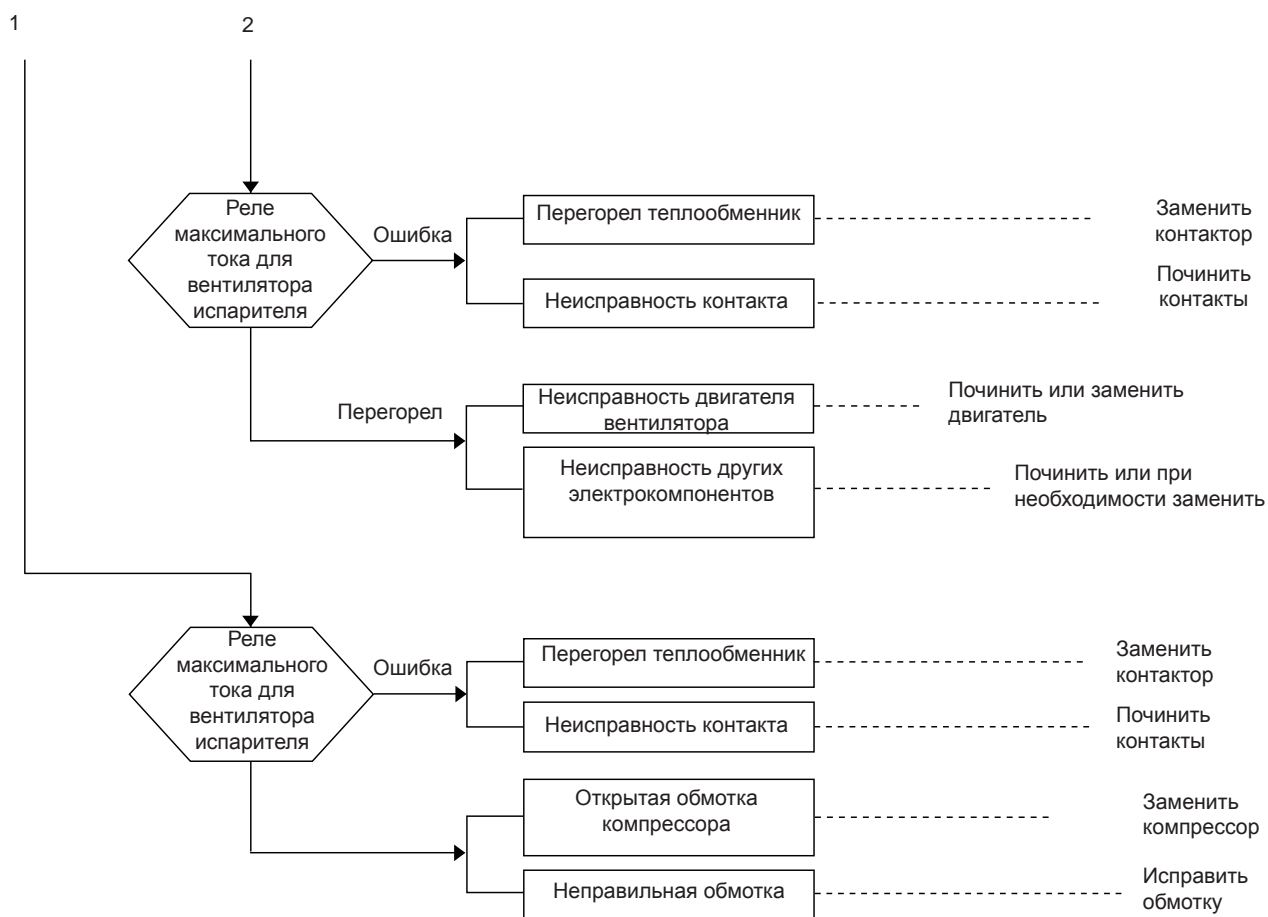 1
2
Реле
максимального
тока для
вентилятора
испарителя
Ошибка
Перегорел теплообменник
Заменить
контактор
Неисправность контакта
Починить
контакты
Перегорел
Неисправность двигателя
вентилятора
Починить или заменить
двигатель
Неисправность других
электрокомпонентов
Починить или при
необходимости заменить
Реле
максимального
тока для
вентилятора
испарителя
Ошибка
Перегорел теплообменник
Заменить
контактор
Неисправность контакта
Починить
контакты
Открытая обмотка
компрессора
Заменить
компрессор
Неправильная обмотка
Исправить
обмотку